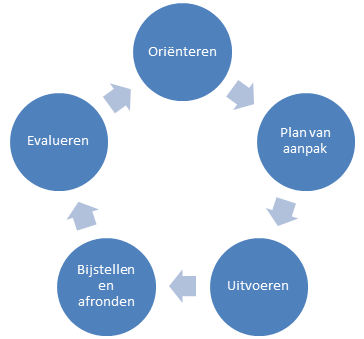 Oriënteren
Plan van
aanpak
Uitvoeren
Bijstellen
en
afronden
Evalueren